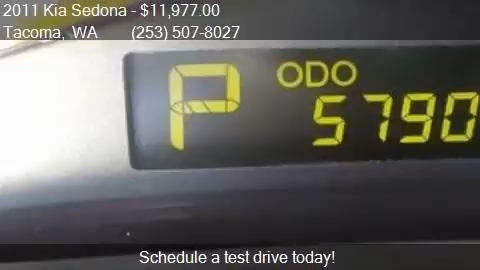 2011 Kia Sedona - $11,977.00
Tacoma, WA (253) 507-8027
P ODO
5790
Schedule a test drive today!